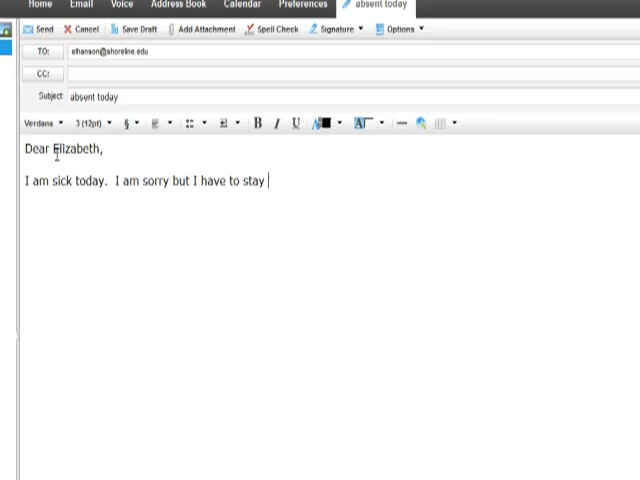 Home Email Voice Address Book Calendar Preferences absent today
Send Cancel Save Draft Add Attachment Spell Check Signature Options
TO: ehanson@shoreline.edu
CC:
Subject: absent today
Verdana 3 (12pt) § B I U
Dear Elizabeth,
I am sick today. I am sorry but I have to stay